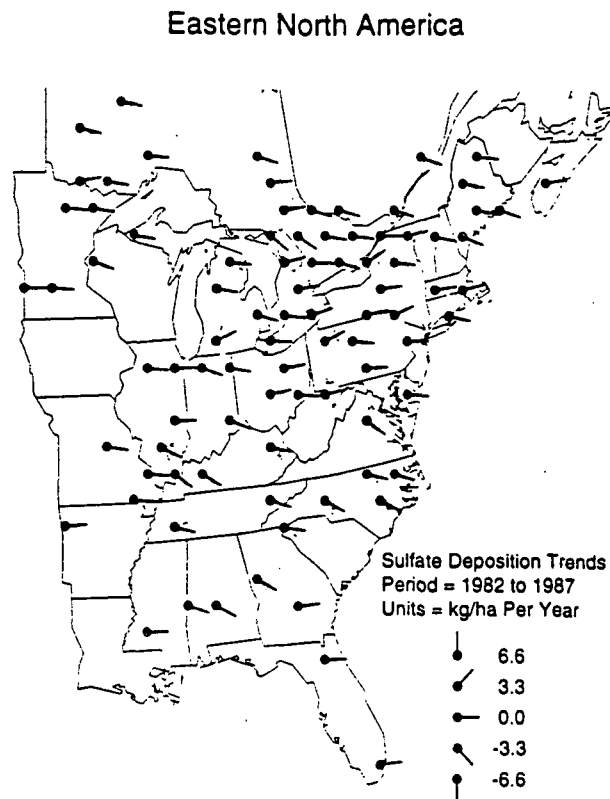 Eastern North America
Sulfate Deposition Trends
Period = 1982 to 1987
Units = kg/ha Per Year
6.6
3.3
0.0
-3.3
-6.6